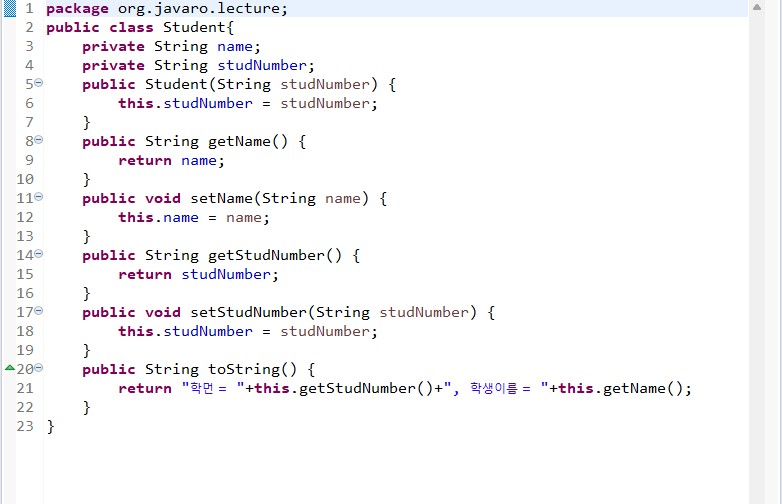 1 package org.javaro.lecture;
2 public class Student{
3     private String name;
4     private String studNumber;
5     public Student(String studNumber) {
6         this.studNumber = studNumber;
7     }
8     public String getName() {
9         return name;
10     }
11     public void setName(String name) {
12         this.name = name;
13     }
14     public String getStudNumber() {
15         return studNumber;
16     }
17     public void setStudNumber(String studNumber) {
18         this.studNumber = studNumber;
19     }
20     public String toString() {
21         return "학먼 = "+this.getStudNumber()+", 학생이름 = "+this.getName();
22     }
23 }